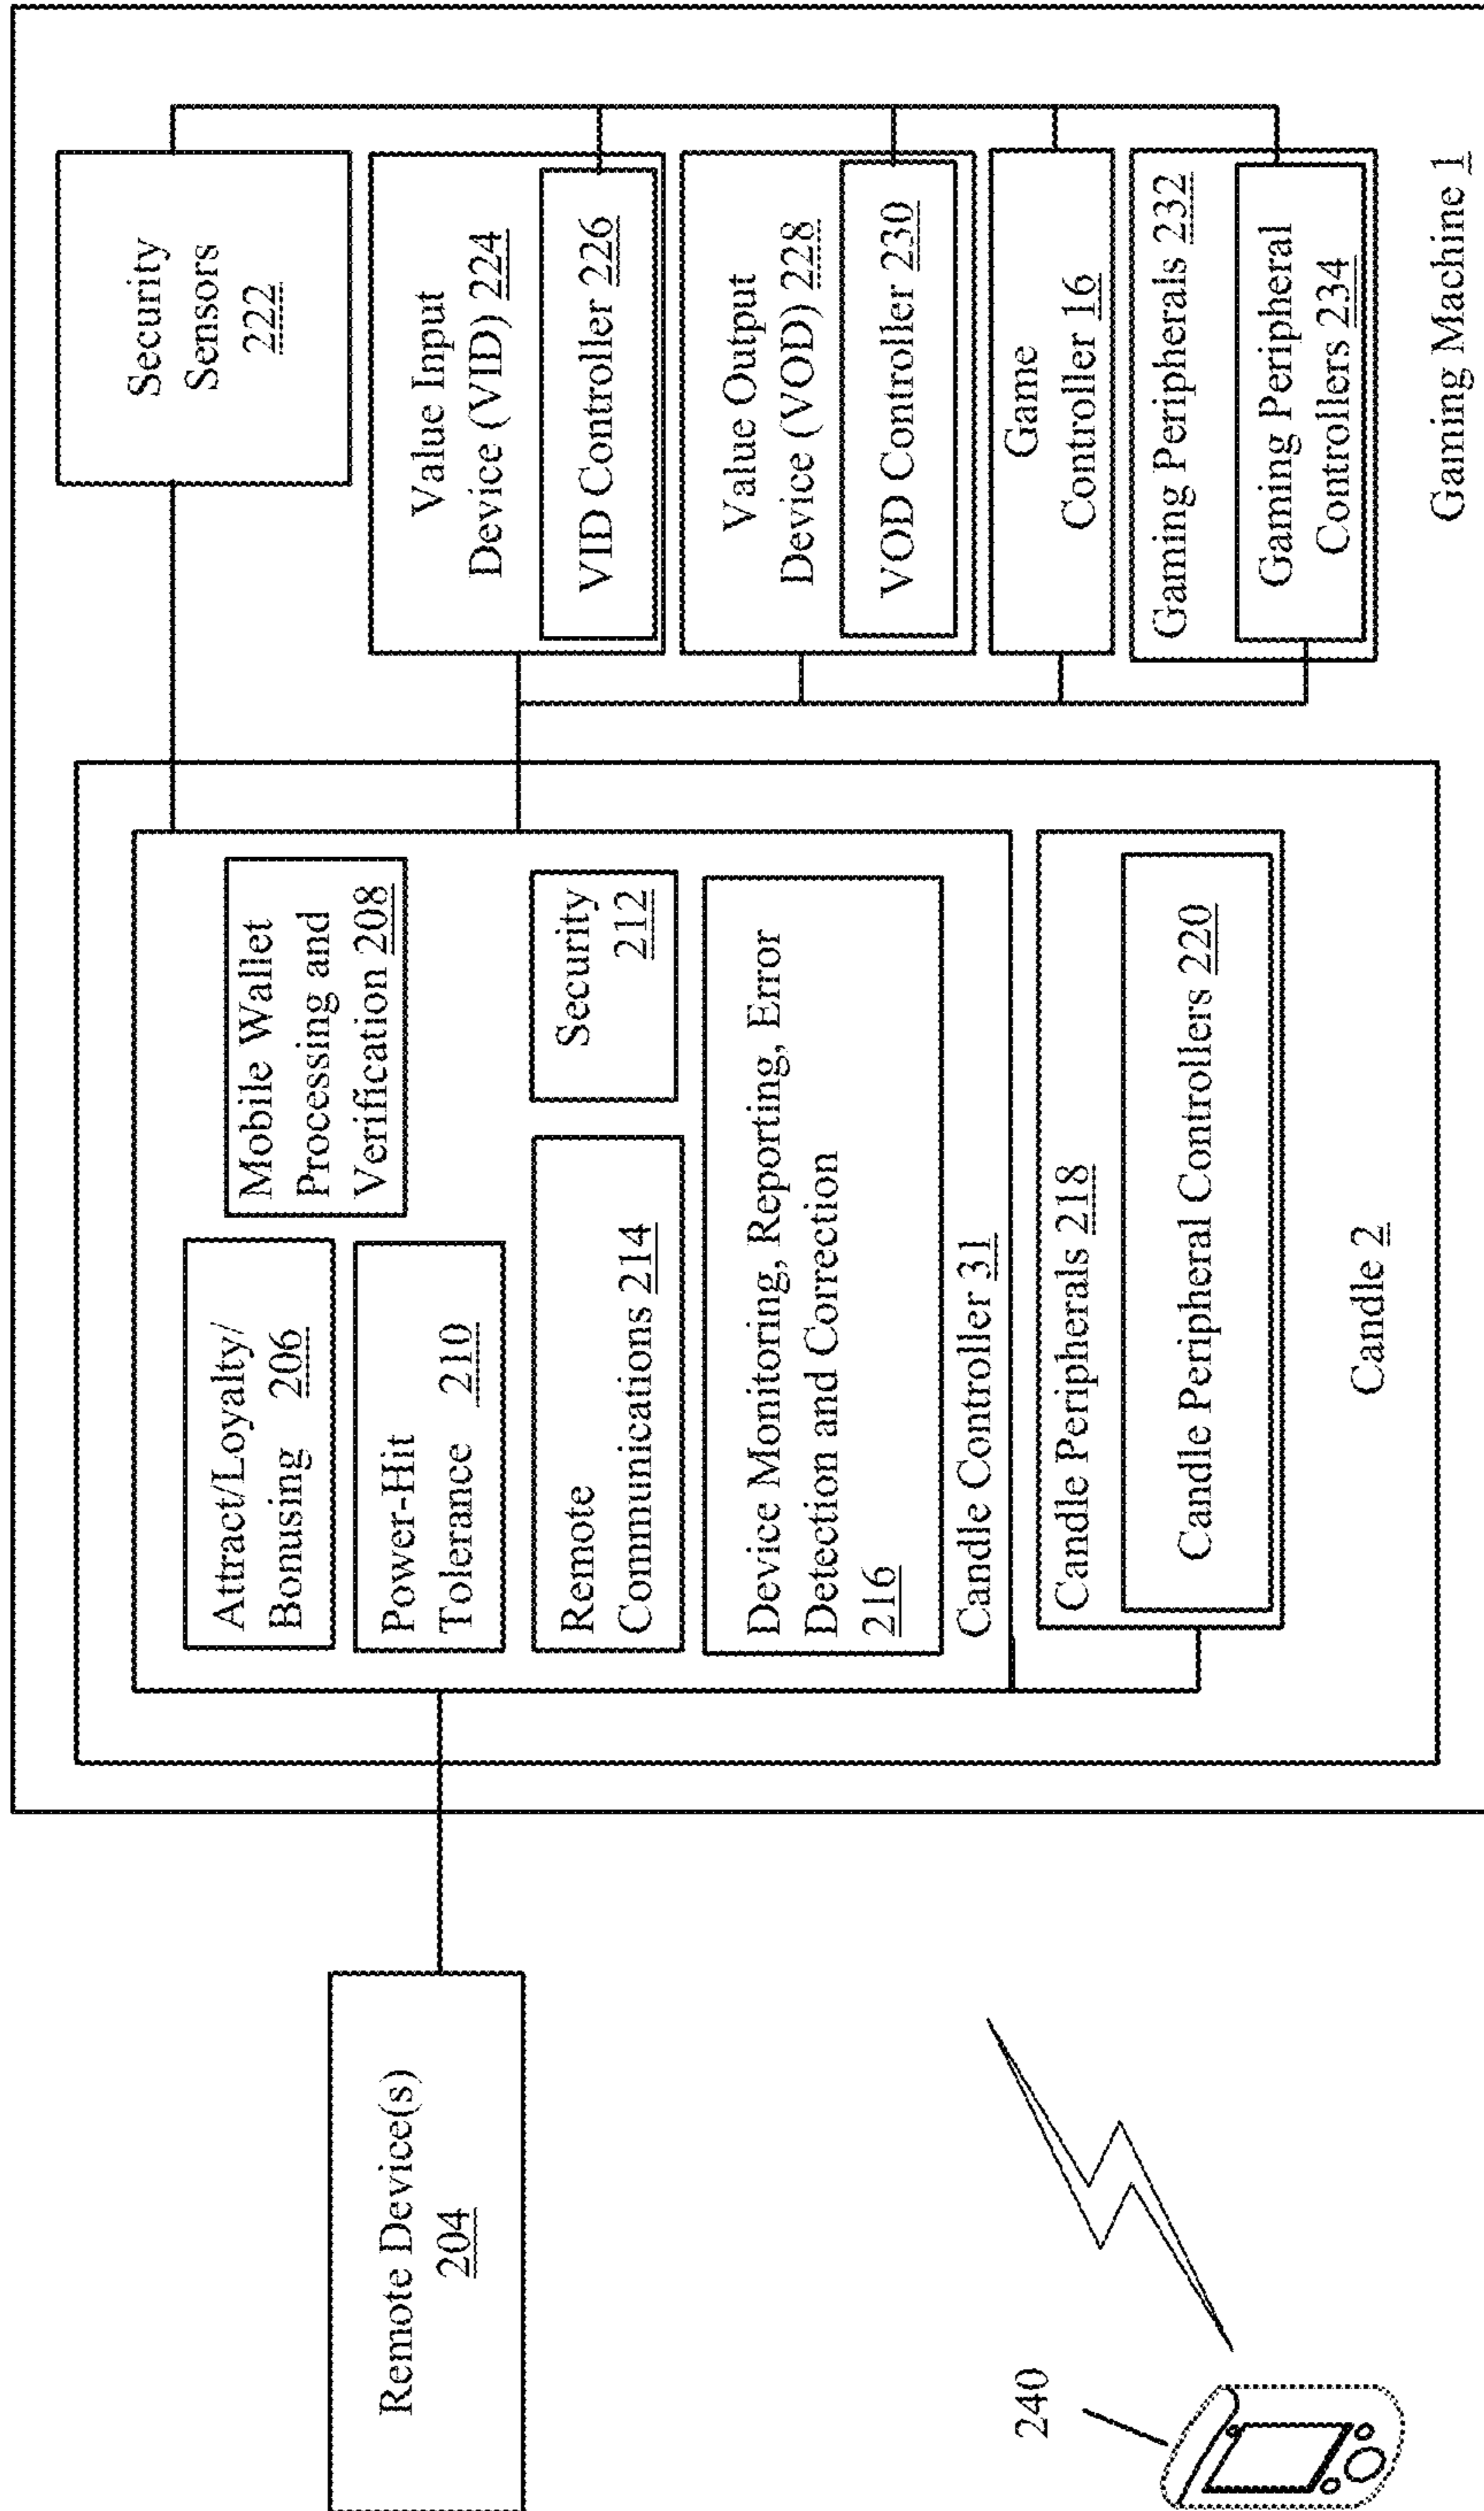 Remote Device(s)
204
240
Attract/Loyalty/
Bonusing 206
Mobile Wallet
Processing and
Verification 208
Power-Hit
Tolerance 210
Remote
Communications 214
Security
212
Device Monitoring, Reporting, Error
Detection and Correction
216
Candle Controller 31
Candle Peripherals 218
Candle Peripheral Controllers 220
Candle 2
Security
Sensors
222
Value Input
Device (VID) 224
VID Controller 226
Value Output
Device (VOD) 228
VOD Controller 230
Game
Controller 16
Gaming Peripherals 232
Gaming Peripheral
Controllers 234
Gaming Machine 1